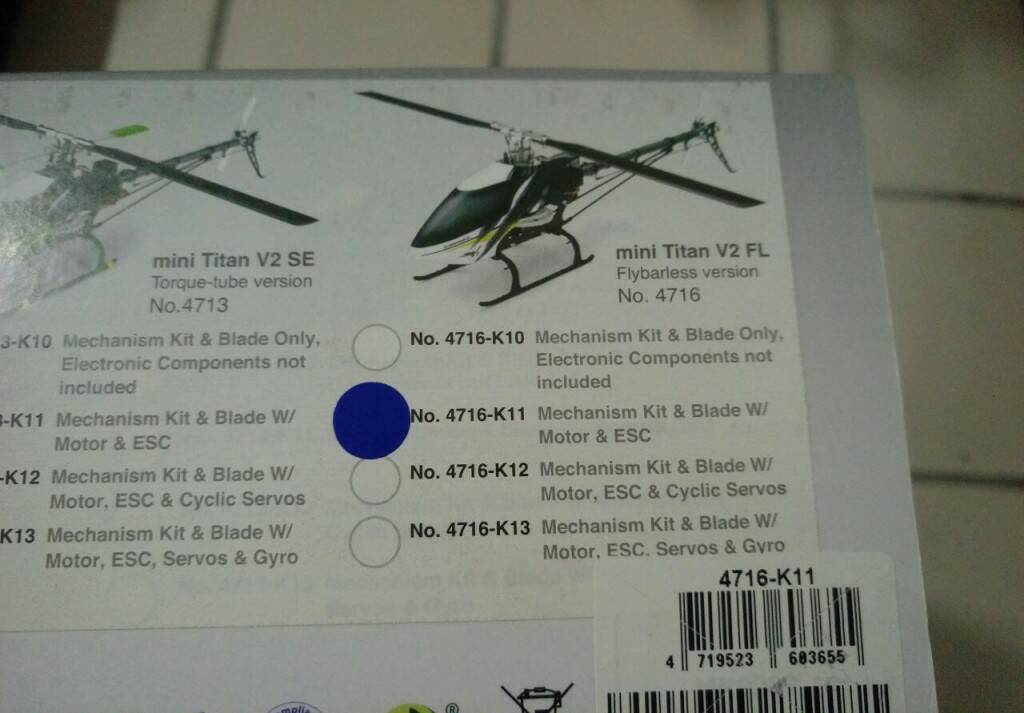 mini Titan V2 SE
Torque-tube version
No.4713
3-K10 Mechanism Kit & Blade Only,
Electronic Components not
included
-K11 Mechanism Kit & Blade W/
Motor & ESC
-K12 Mechanism Kit & Blade W/
Motor, ESC & Cyclic Servos
K13 Mechanism Kit & Blade W/
Motor, ESC, Servos & Gyro
mini Titan V2 FL
Flybarless version
No. 4716
No. 4716-K10 Mechanism Kit & Blade Only,
Electronic Components not
included
No. 4716-K11 Mechanism Kit & Blade W/
Motor & ESC
No. 4716-K12 Mechanism Kit & Blade W/
Motor, ESC & Cyclic Servos
No. 4716-K13 Mechanism Kit & Blade W/
Motor, ESC. Servos & Gyro
4716-K11
4 719523 603655